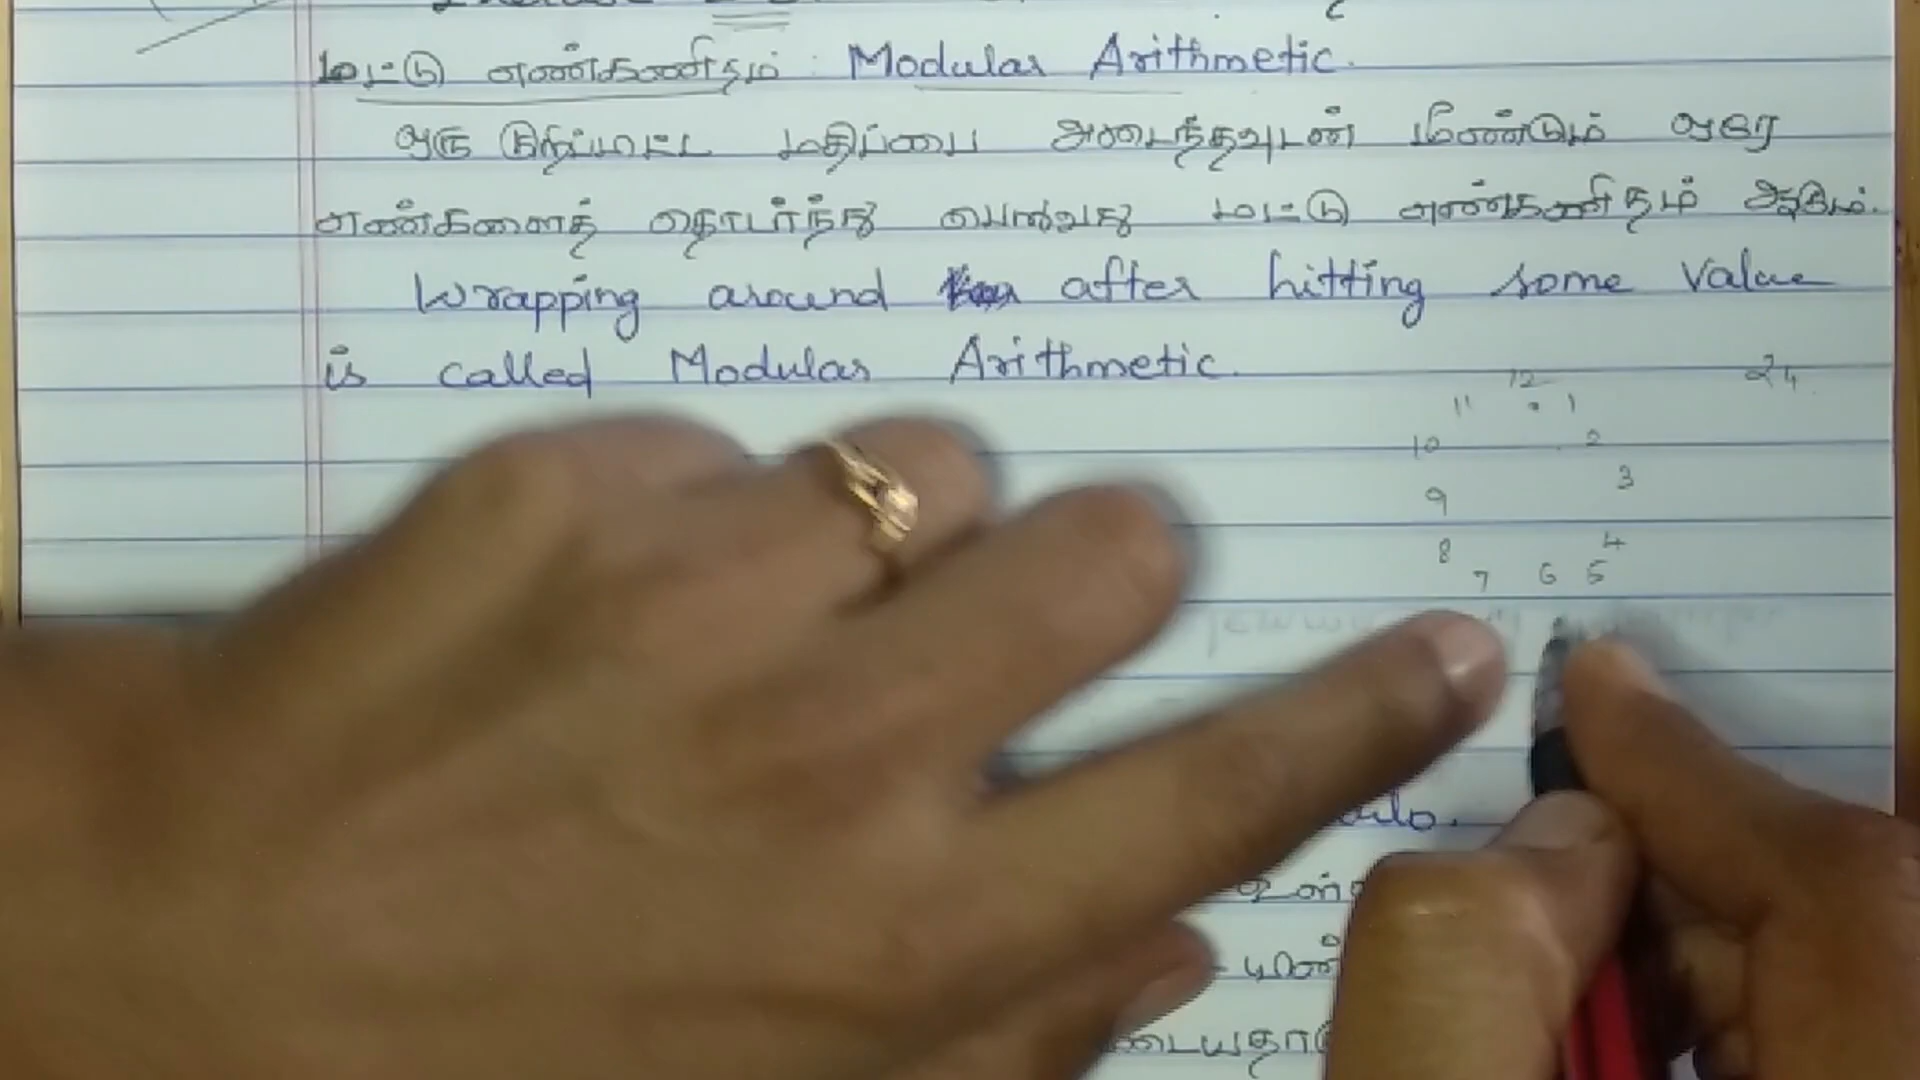 மட்டு எண்கணிதம் : Modular Arithmetic.
ஒரு குறிப்பிட்ட மதிப்பை அடைந்தவுடன் மீண்டும் ஒரே
எண்களைத் தொடர்ந்து பெறுவது மட்டு எண்கணிதம் ஆகும்.
Wrapping around after hitting some value
is called Modular Arithmetic.
12 24
11 1
10 2
9 3
8 4
7 6 5